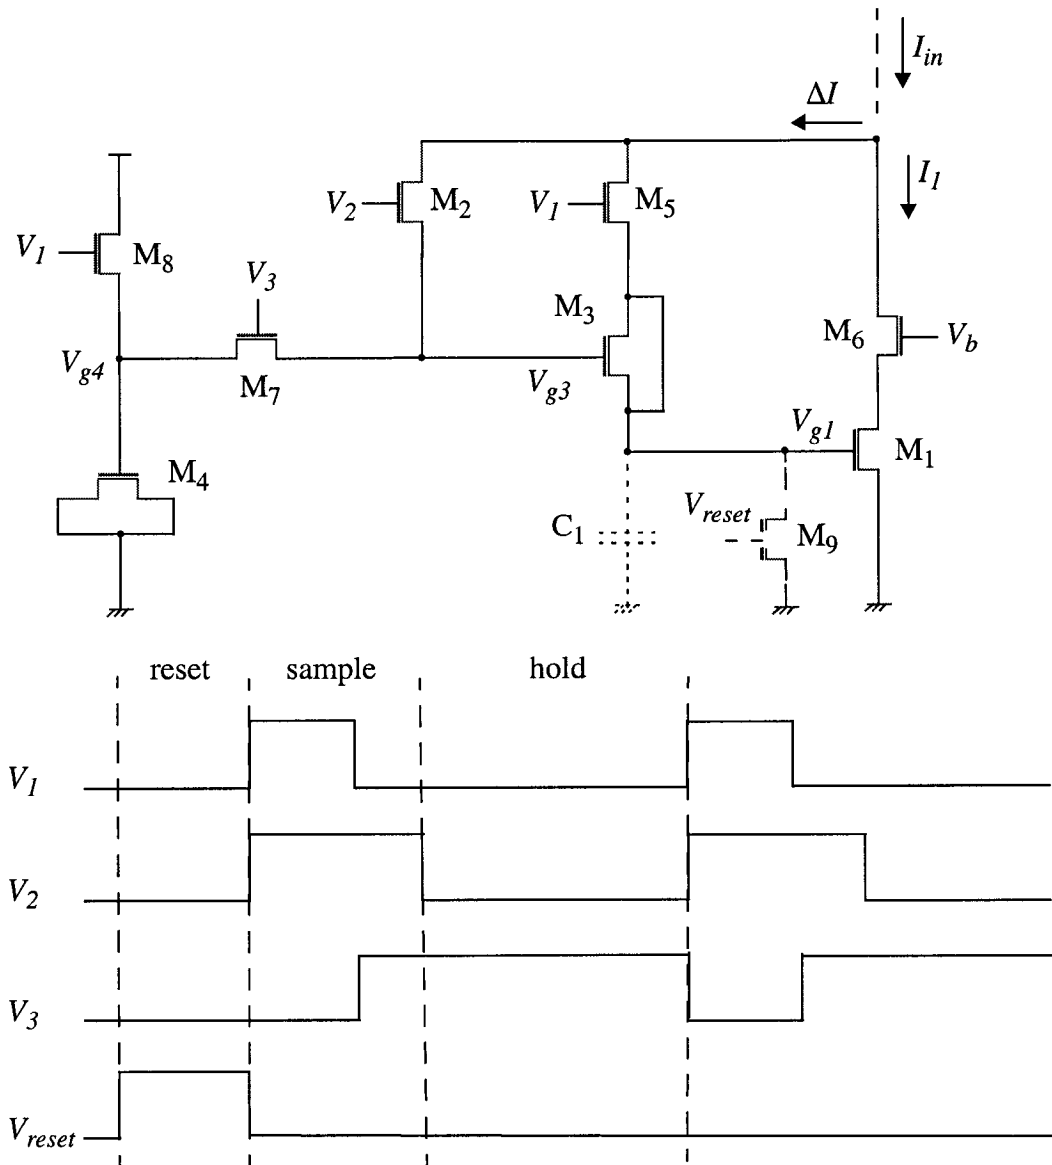 I_in
ΔI
I_1
V_2
M_2
V_1
M_5
V_1
M_8
V_3
M_3
M_6
V_b
V_g4
M_7
V_g3
V_g1
M_1
M_4
V_reset
C_1
M_9
reset
sample
hold
V_1
V_2
V_3
V_reset